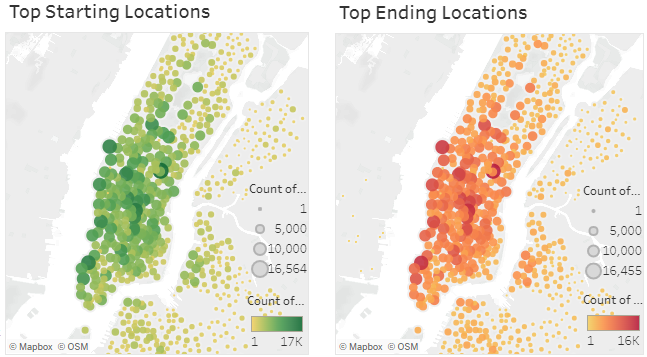 Top Starting Locations
Count of...
1
5,000
10,000
16,564
Count of...
1 17K
© Mapbox © OSM
Top Ending Locations
Count of...
1
5,000
10,000
16,455
Count of ...
1 16K
© Mapbox © OSM